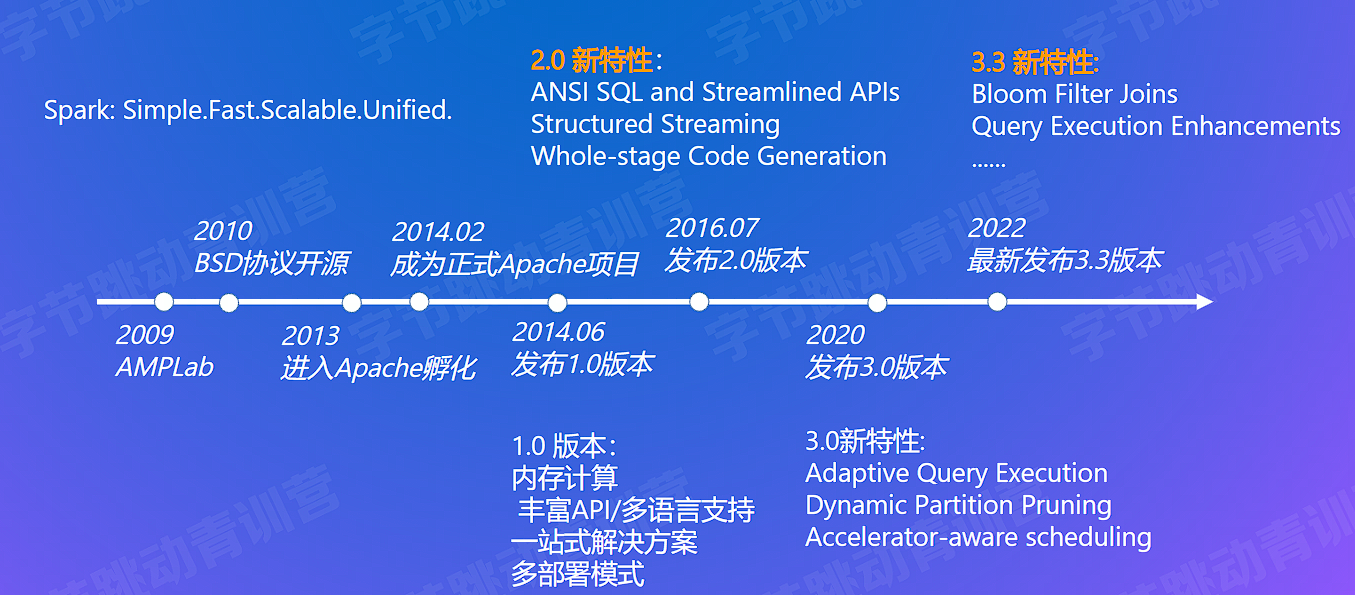 Spark: Simple.Fast.Scalable.Unified.
2.0 新特性：
ANSI SQL and Streamlined APIs
Structured Streaming
Whole-stage Code Generation
3.3 新特性:
Bloom Filter Joins
Query Execution Enhancements
......
2009
AMPLab
2010
BSD协议开源
2013
进入Apache孵化
2014.02
成为正式Apache项目
2014.06
发布1.0版本
2016.07
发布2.0版本
2020
发布3.0版本
2022
最新发布3.3版本
1.0 版本：
内存计算
丰富API/多语言支持
一站式解决方案
多部署模式
3.0新特性:
Adaptive Query Execution
Dynamic Partition Pruning
Accelerator-aware scheduling
字节跳动青训营